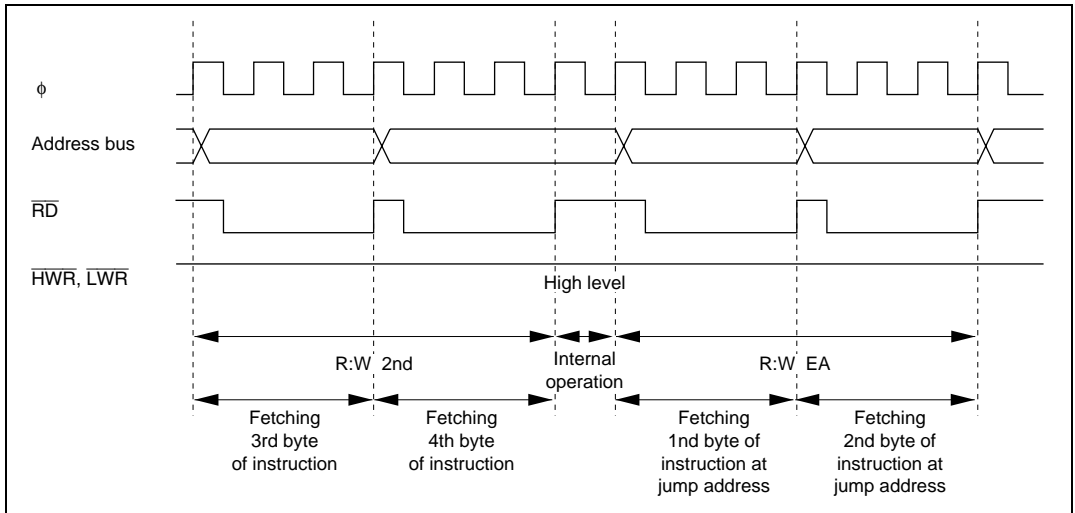 ϕ
Address bus
RD
HWR, LWR
High level
R:W 2nd
Internal
operation
R:W EA
Fetching
3rd byte
of instruction
Fetching
4th byte
of instruction
Fetching
1nd byte of
instruction at
jump address
Fetching
2nd byte of
instruction at
jump address